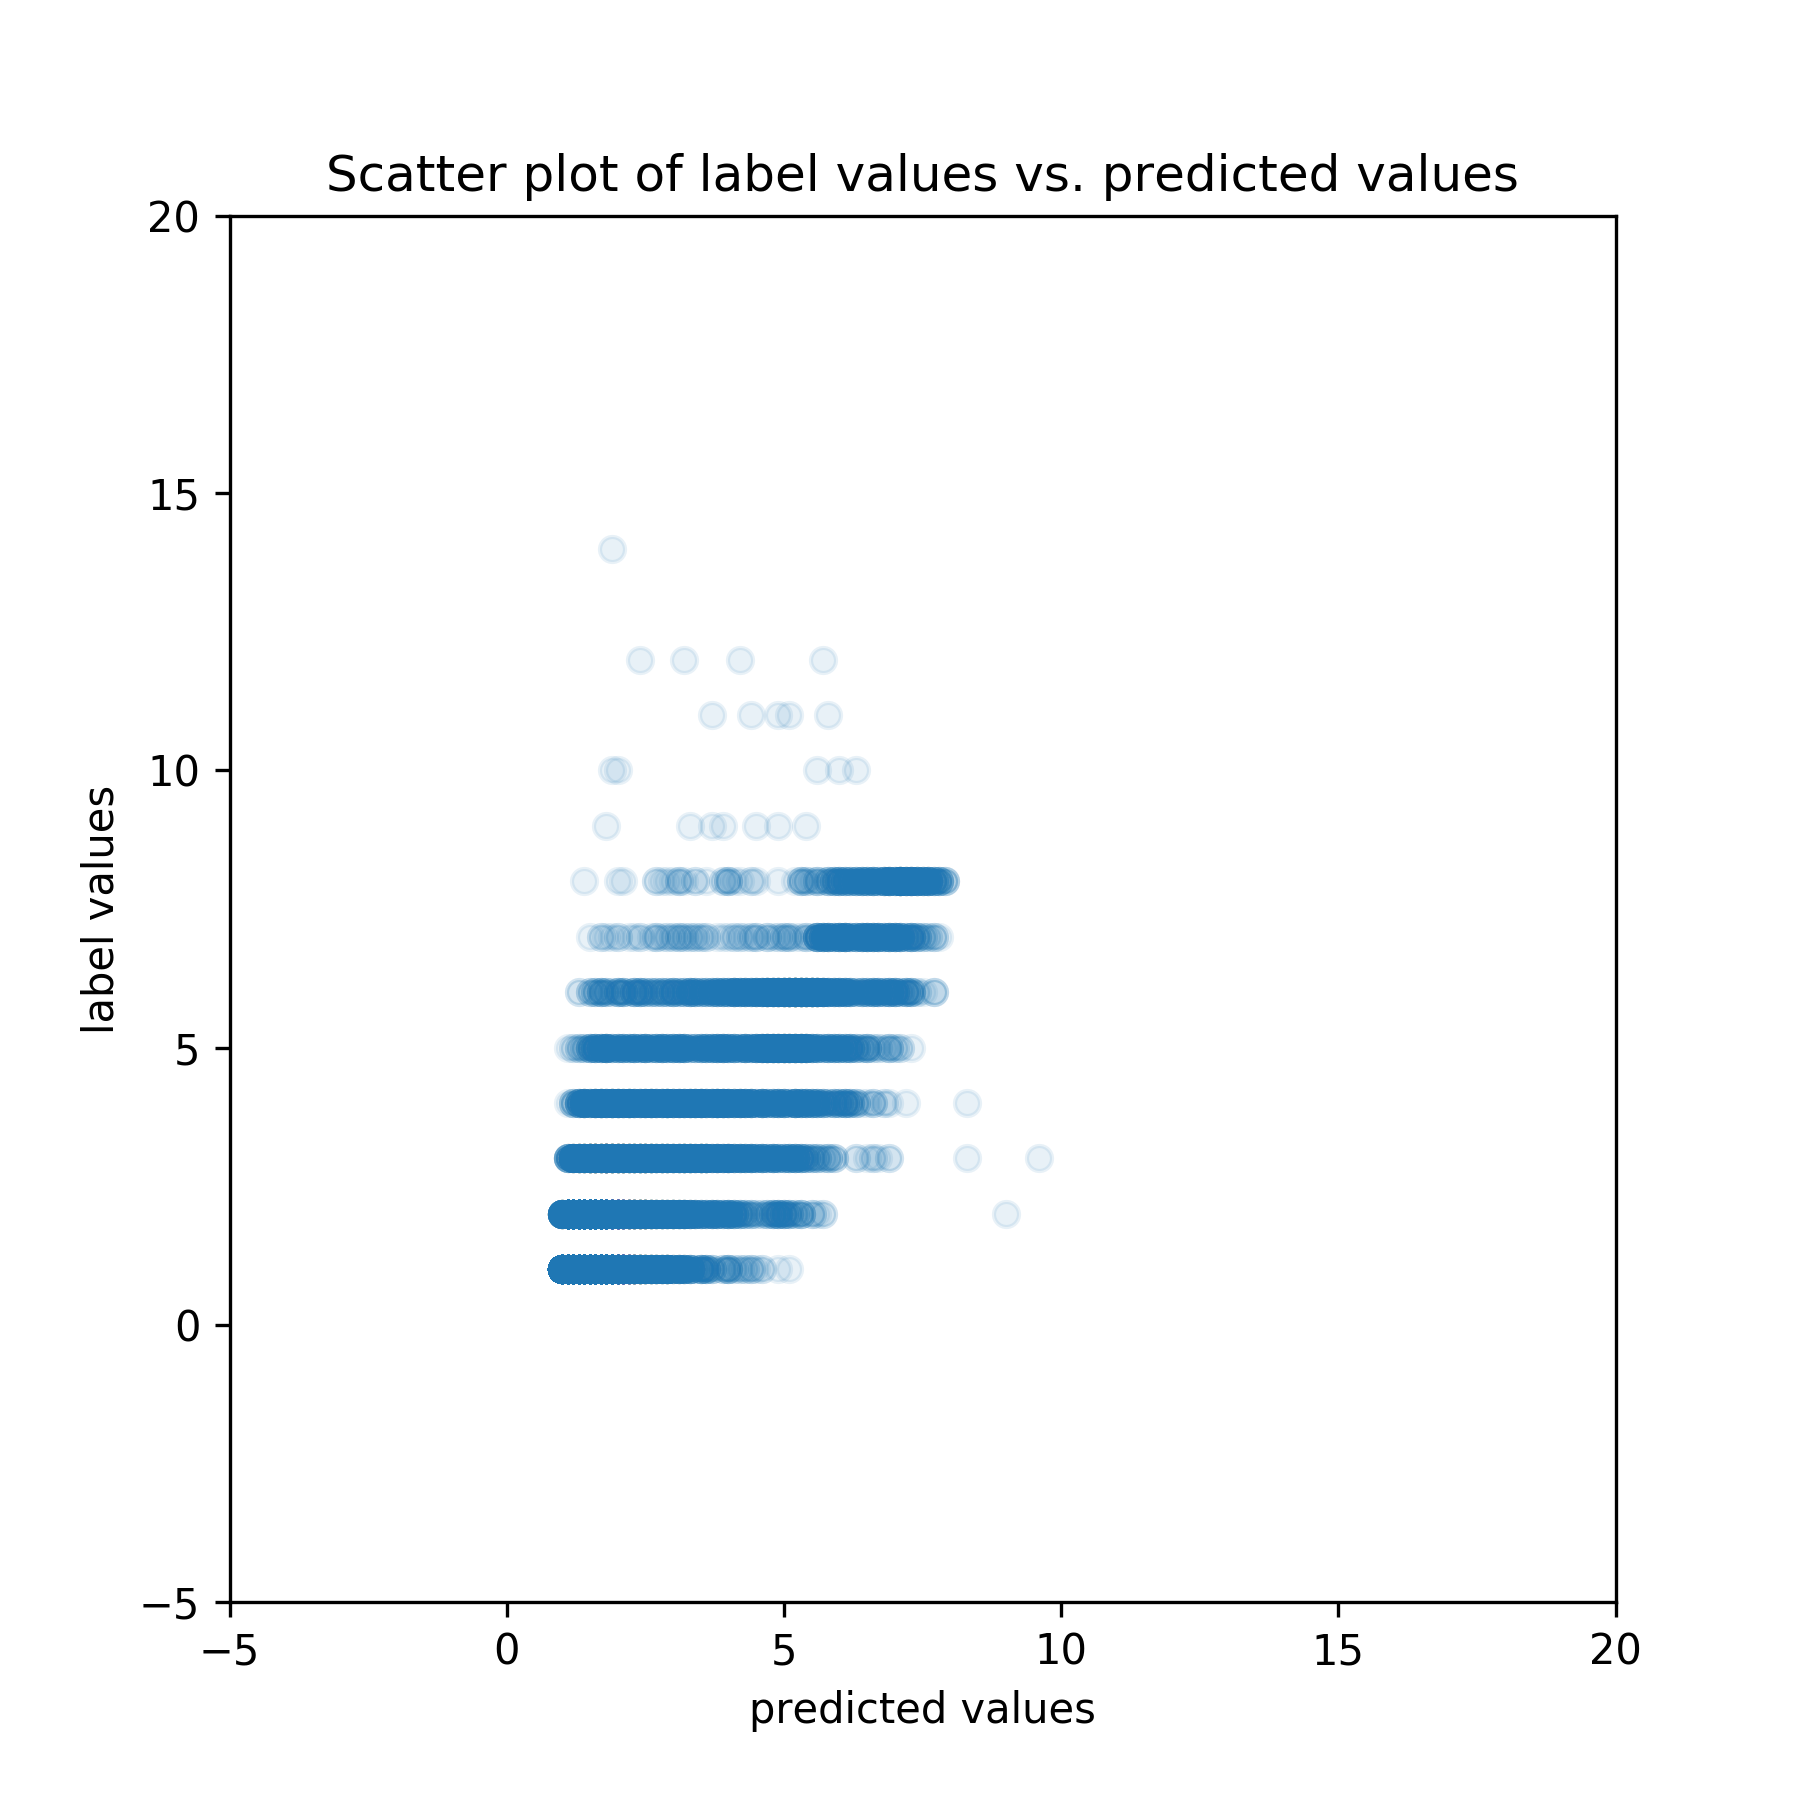 Scatter plot of label values vs. predicted values
20
15
10
5
0
−5
label values
−5 0 5 10 15 20
predicted values